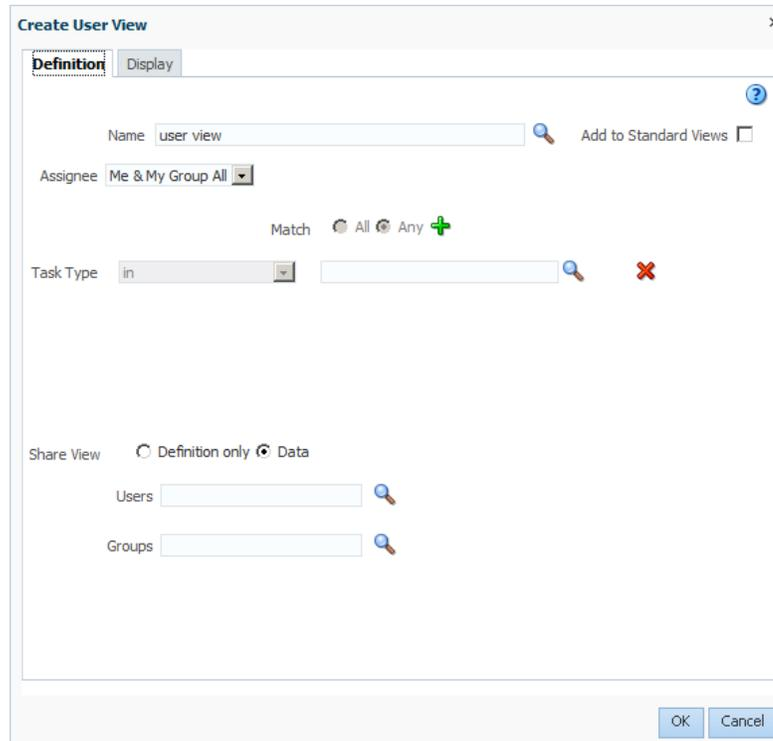 Create User View
Definition Display
?
Name user view Add to Standard Views
Assignee Me & My Group All
Match All Any
Task Type in
Share View Definition only Data
Users
Groups
OK Cancel